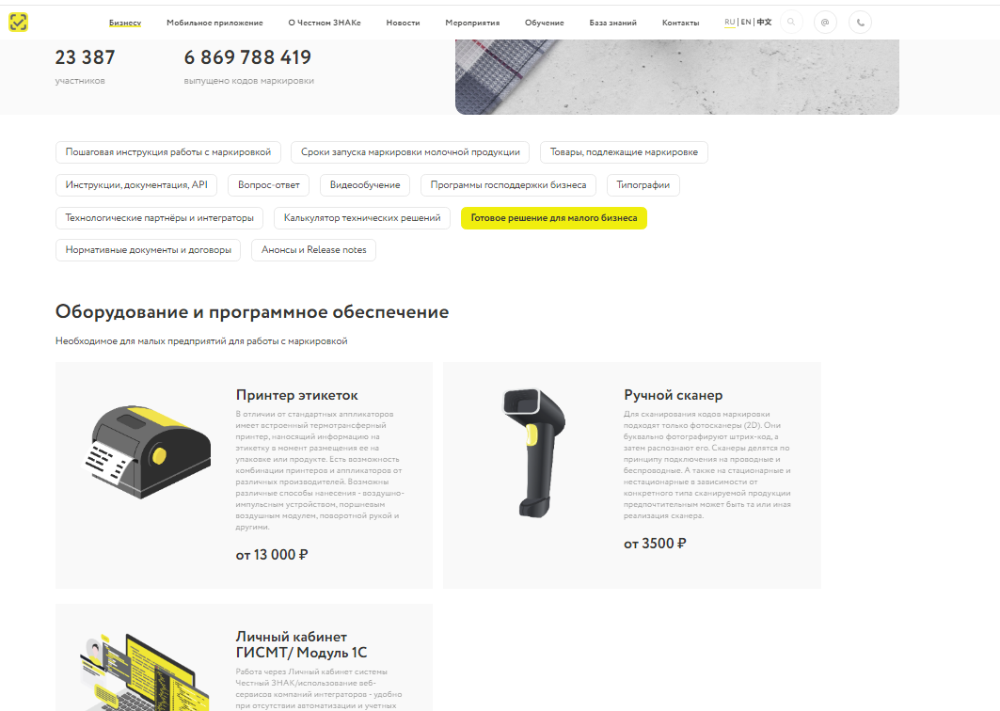 Бизнесу Мобильное приложение О Честном ЗНАКе Новости Мероприятия Обучение База знаний Контакты RU | EN | 中文
23 387 6 869 788 419
участников выпущено кодов маркировки
Пошаговая инструкция работы с маркировкой Сроки запуска маркировки молочной продукции Товары, подлежащие маркировке
Инструкции, документация, API Вопрос-ответ Видеообучение Программы господдержки бизнеса Типографии
Технологические партнёры и интеграторы Калькулятор технических решений Готовое решение для малого бизнеса
Нормативные документы и договоры Анонсы и Release notes
Оборудование и программное обеспечение
Необходимое для малых предприятий для работы с маркировкой
Принтер этикеток
В отличии от стандартных аппликаторов
имеет встроенный термотрансферный
принтер, наносящий информацию на
этикетку в момент размещения ее на
упаковке или продукте. Есть возможность
комбинации принтеров и аппликаторов от
различных производителей. Возможны
различные способы нанесения - воздушно-
импульсным устройством, поршневым
воздушным модулем, поворотной рукой и
другими.
от 13 000 ₽
Ручной сканер
Для сканирования кодов маркировки
подходят только фотосканеры (2D). Они
буквально фотографируют штрих-код, а
затем распознают его. Сканеры делятся по
принципу подключения на проводные и
беспроводные. А также на стационарные и
нестационарные в зависимости от
конкретного типа сканируемой продукции
предпочтительным может быть та или иная
реализация сканера.
от 3500 ₽
Личный кабинет
ГИСМТ/ Модуль 1С
Работа через Личный кабинет системы
Честный ЗНАК/использование веб-
сервисов компаний интеграторов - удобно
при отсутствии автоматизации и учетных